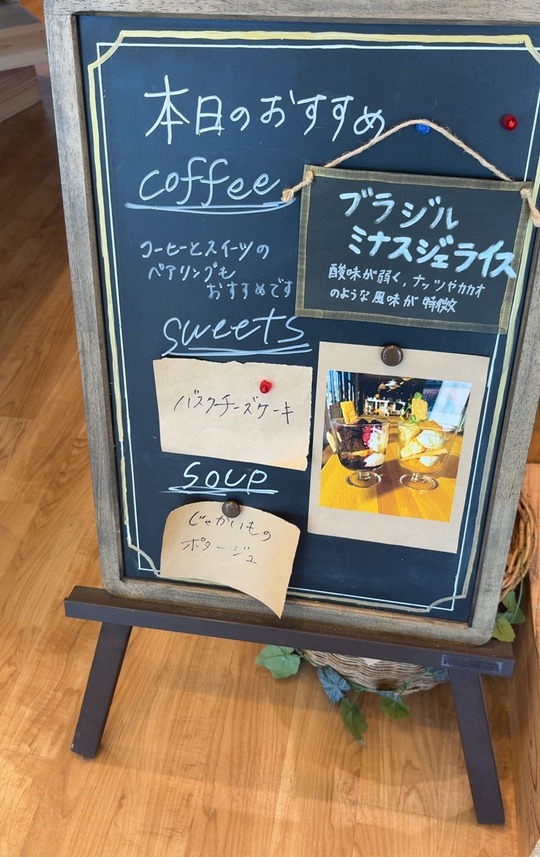 本日のおすすめ
coffee
コーヒーとスイーツの
ペアリングも
おすすめです
ブラジル
ミナスジェライス
酸味が弱く、ナッツやカカオ
のような風味が特徴
sweets
バスクチーズケーキ
soup
じゃがいもの
ポタージュ